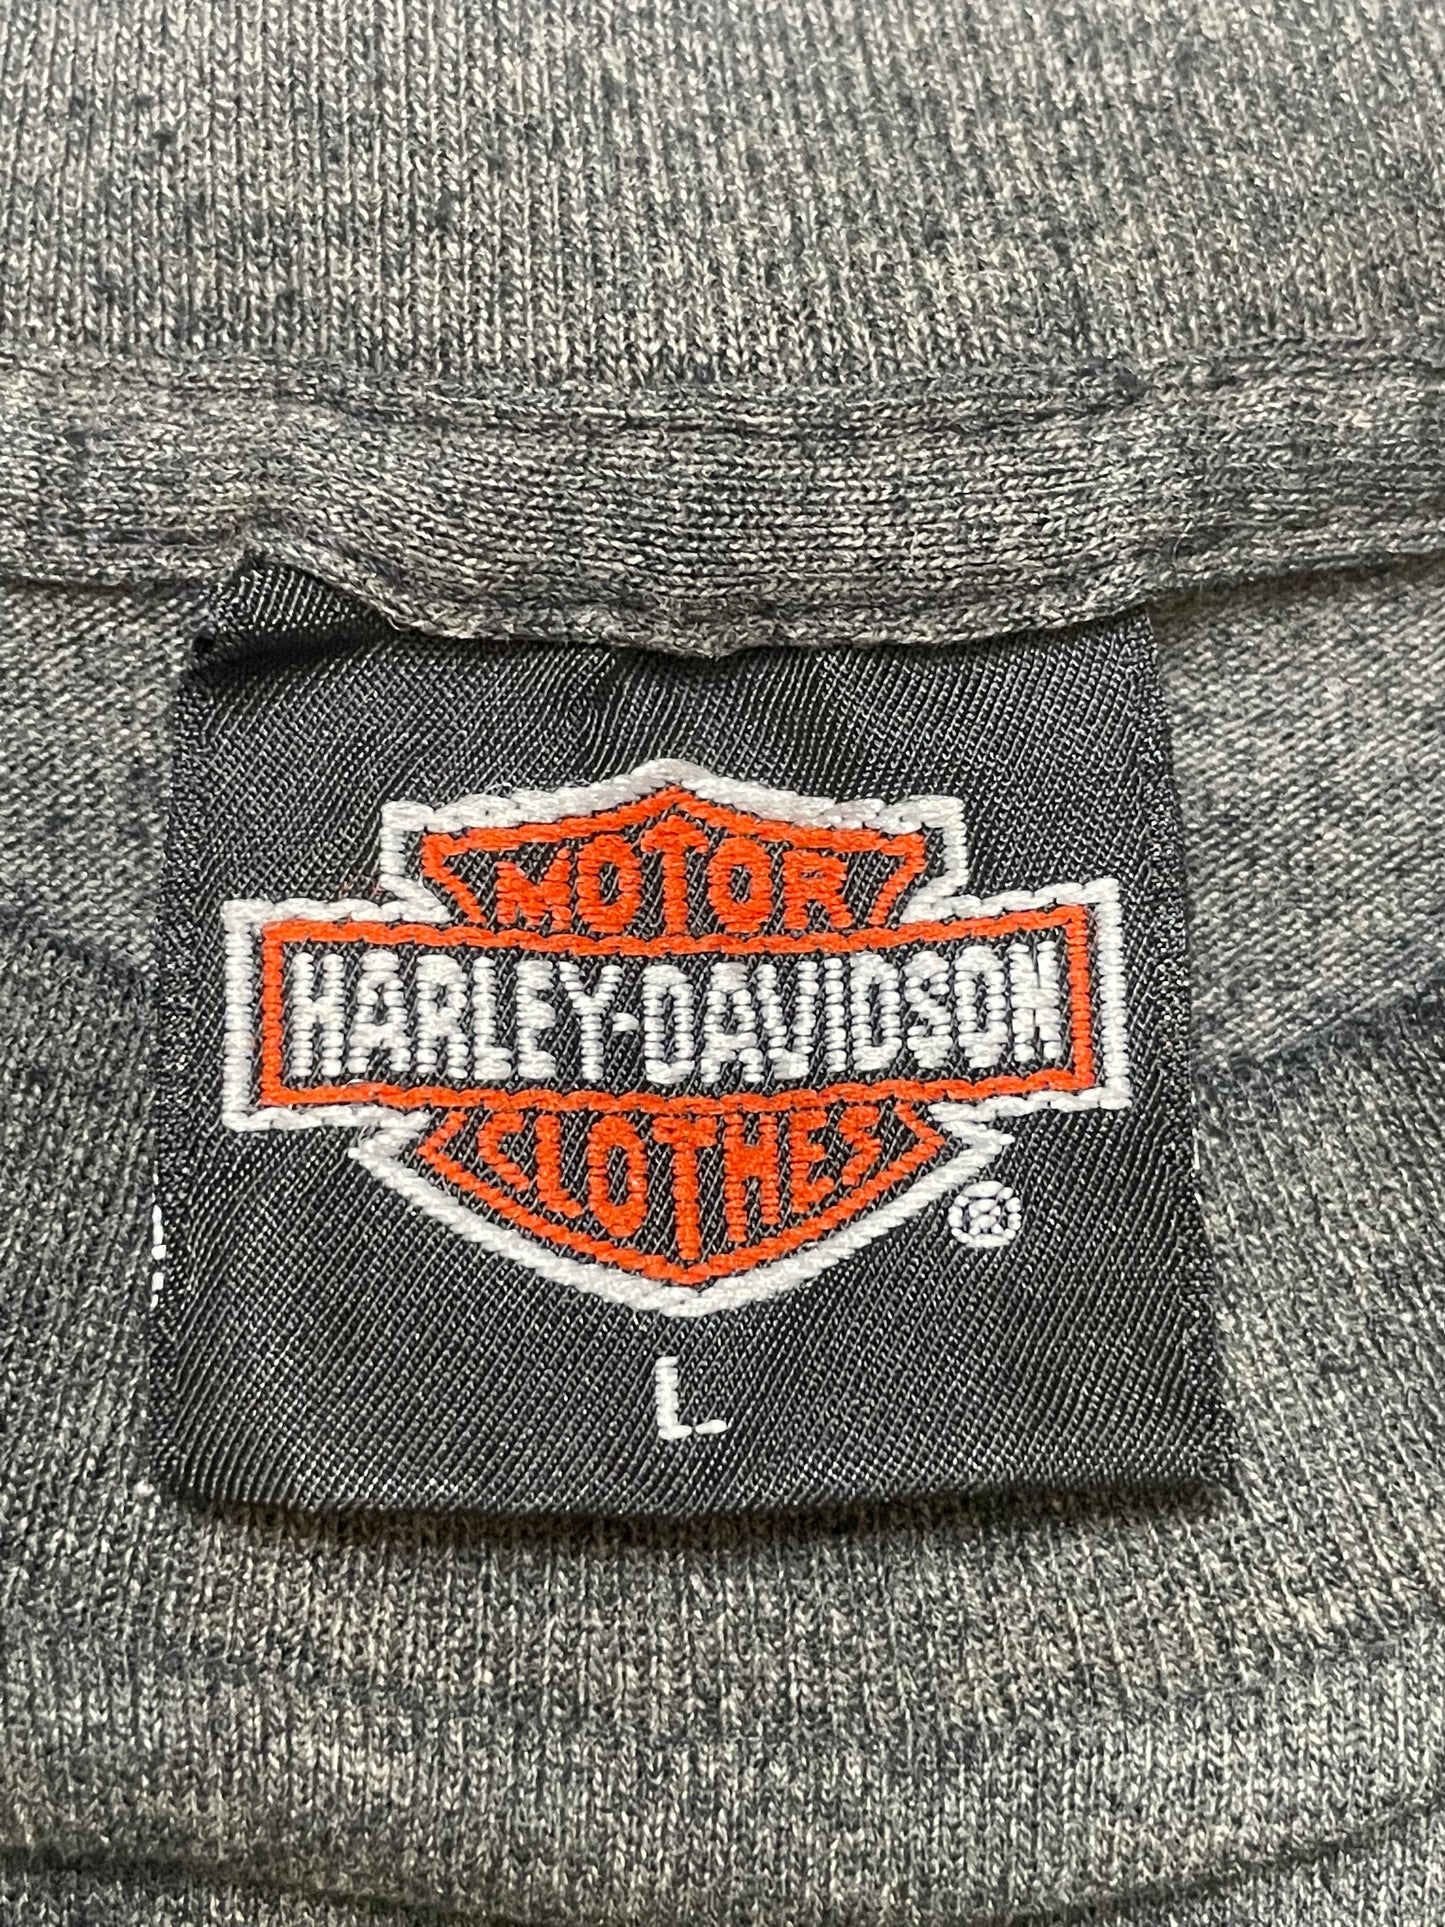 MOTOR
HARLEY-DAVIDSON
CLOTHES
®
L